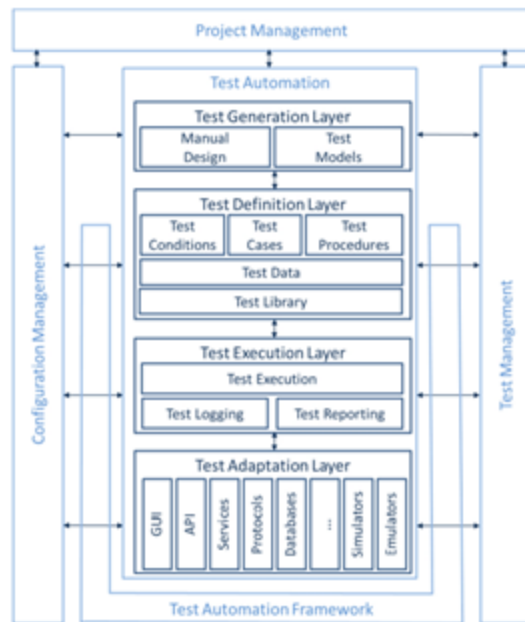 Project Management
Configuration Management
Test Automation
Test Generation Layer
Manual
Design
Test
Models
Test Definition Layer
Test
Conditions
Test
Cases
Test
Procedures
Test Data
Test Library
Test Execution Layer
Test Execution
Test Logging
Test Reporting
Test Adaptation Layer
GUI
API
Services
Protocols
Databases
...
Simulators
Emulators
Test Management
Test Automation Framework